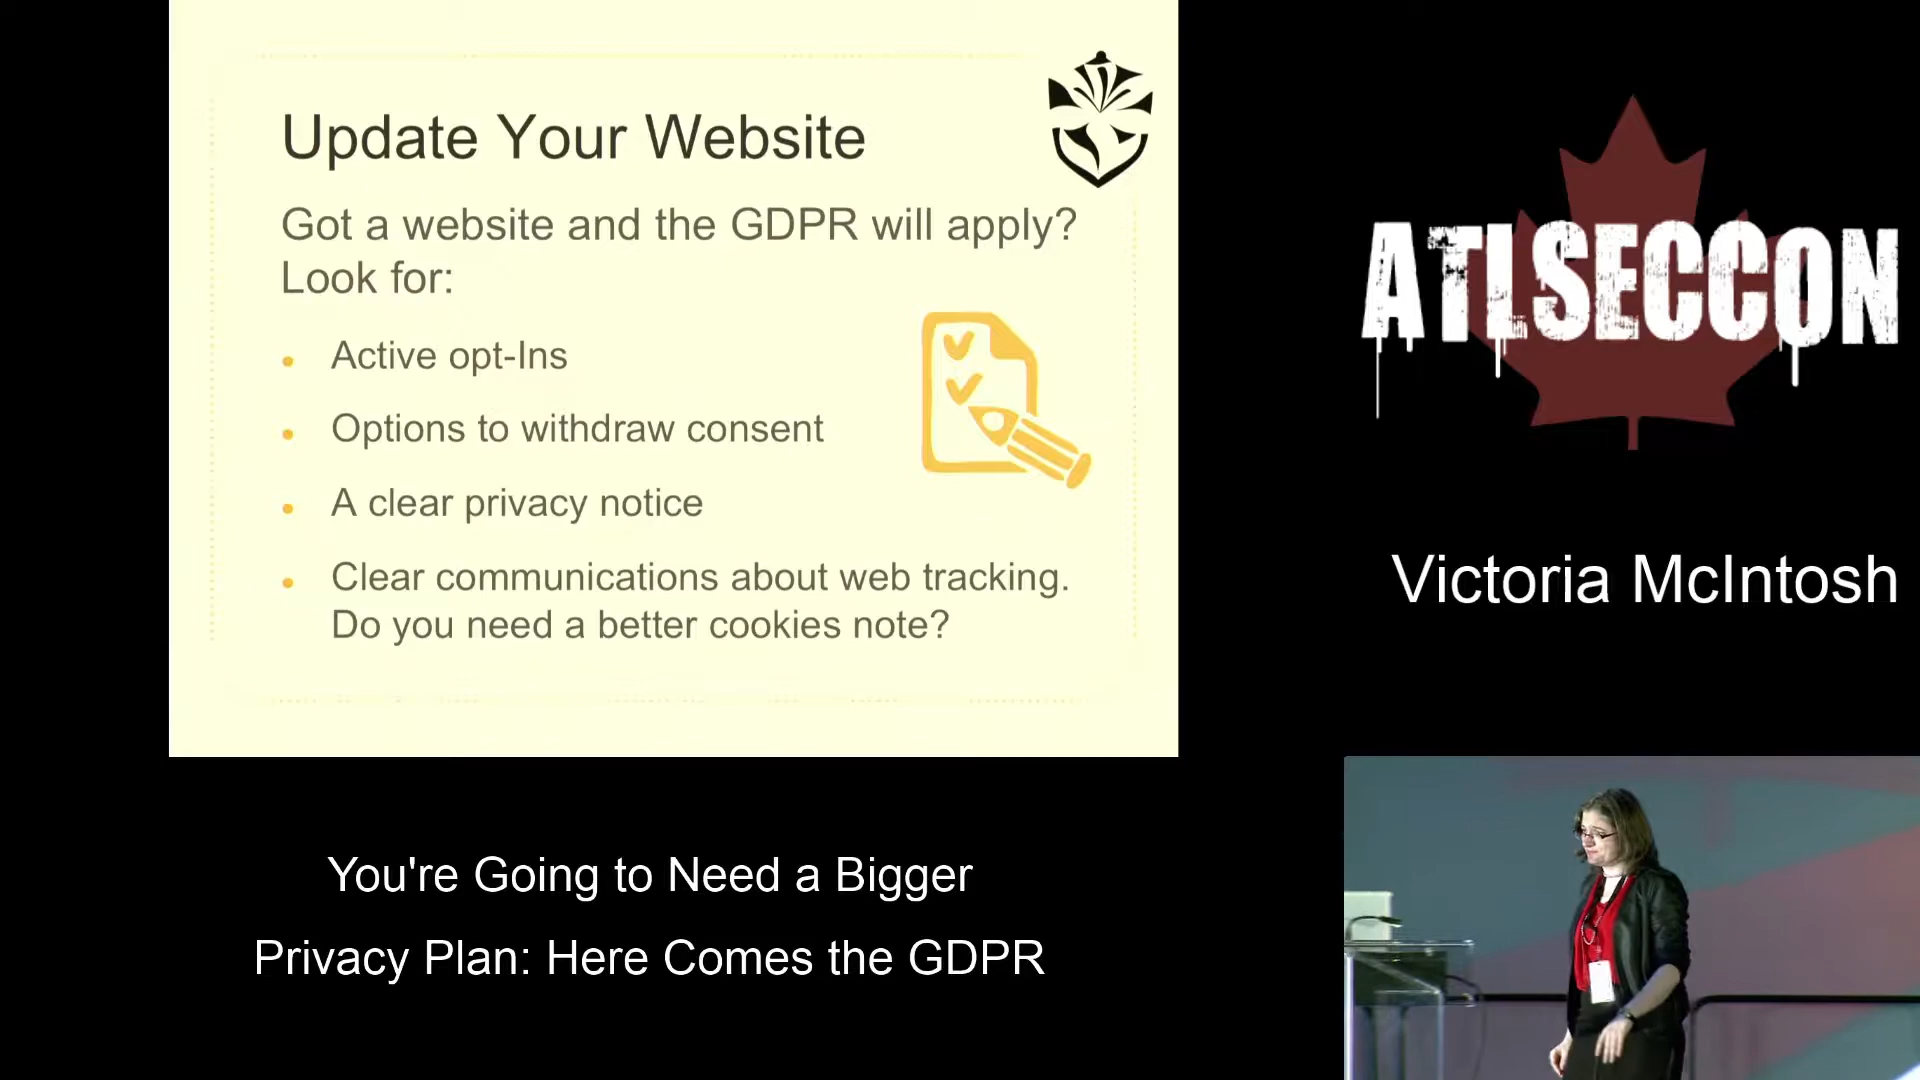 Update Your Website
Got a website and the GDPR will apply?
Look for:
Active opt-Ins
Options to withdraw consent
A clear privacy notice
Clear communications about web tracking.
Do you need a better cookies note?
ATLSECCON
Victoria McIntosh
You're Going to Need a Bigger
Privacy Plan: Here Comes the GDPR